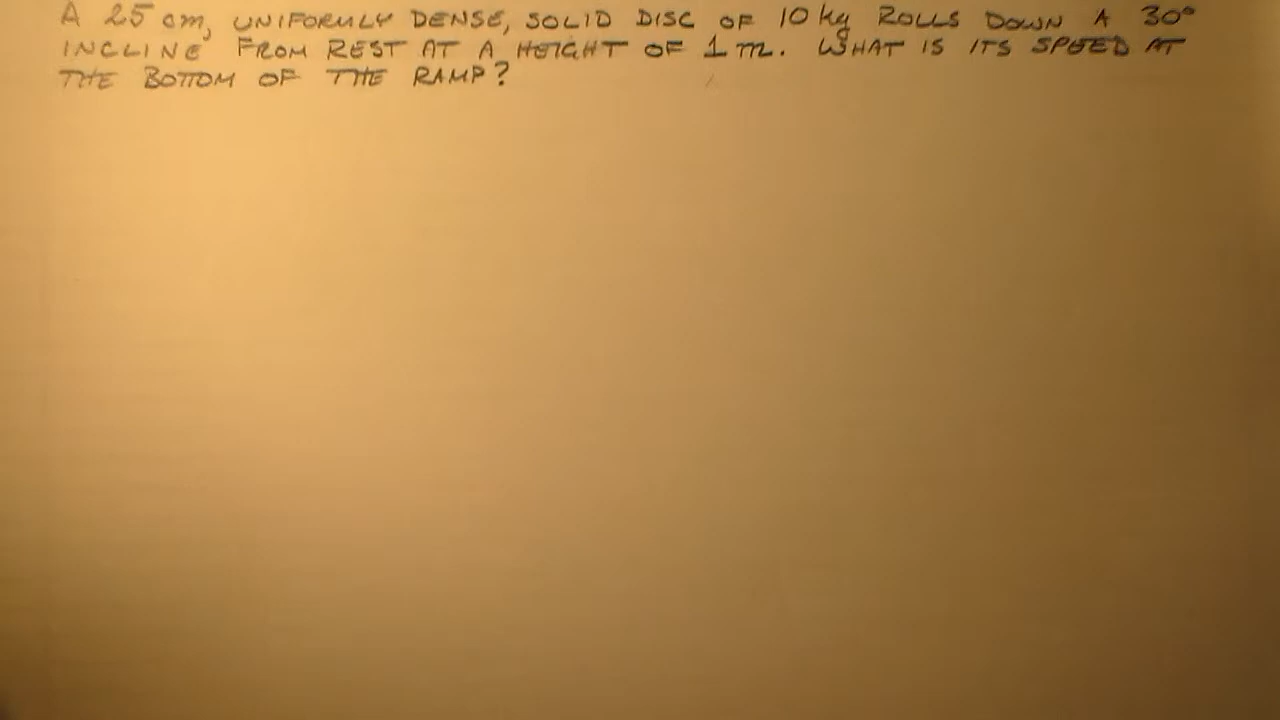 A 25 cm, UNIFORMLY DENSE, SOLID DISC OF 10 kg ROLLS DOWN A 30°
INCLINE FROM REST AT A HEIGHT OF 1 m. WHAT IS ITS SPEED AT
THE BOTTOM OF THE RAMP?